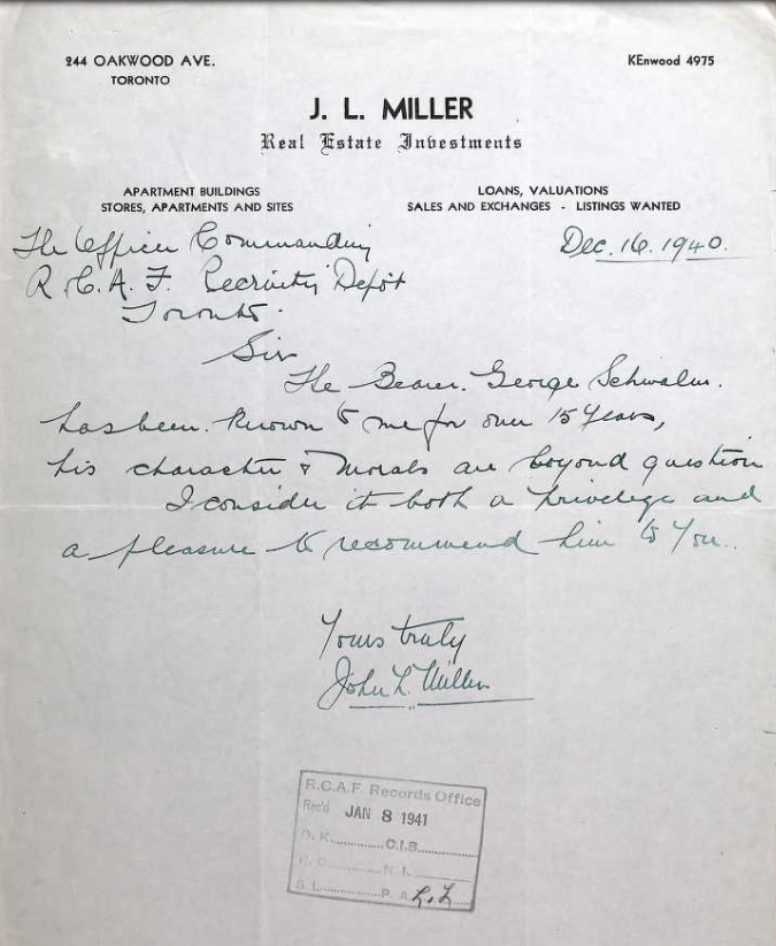 244 OAKWOOD AVE.
TORONTO
KEnwood 4975
J. L. MILLER
Real Estate Investments
APARTMENT BUILDINGS
STORES, APARTMENTS AND SITES
LOANS, VALUATIONS
SALES AND EXCHANGES - LISTINGS WANTED
Dec. 16. 1940.
The Officer Commanding
R.C.A.F. Recruiting Depôt
Toronto.
Sir
The Bearer. George Schwalm.
has been. known to me for over 15 Years,
his character & Morals are beyond question
I consider it both a privelege and
a pleasure to recommend him to You..
Yours truly
John L. Miller
R.C.A.F. Records Office
Rec'd JAN 8 1941
D. K. C.I.B.
N. I.
S. L. P. A.